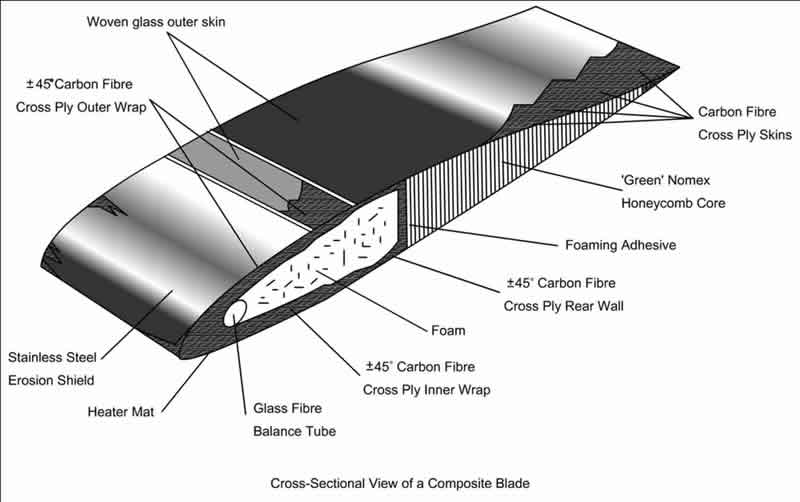 Woven glass outer skin
±45°Carbon Fibre
Cross Ply Outer Wrap
Carbon Fibre
Cross Ply Skins
'Green' Nomex
Honeycomb Core
Foaming Adhesive
±45° Carbon Fibre
Cross Ply Rear Wall
Foam
±45° Carbon Fibre
Cross Ply Inner Wrap
Stainless Steel
Erosion Shield
Heater Mat
Glass Fibre
Balance Tube
Cross-Sectional View of a Composite Blade